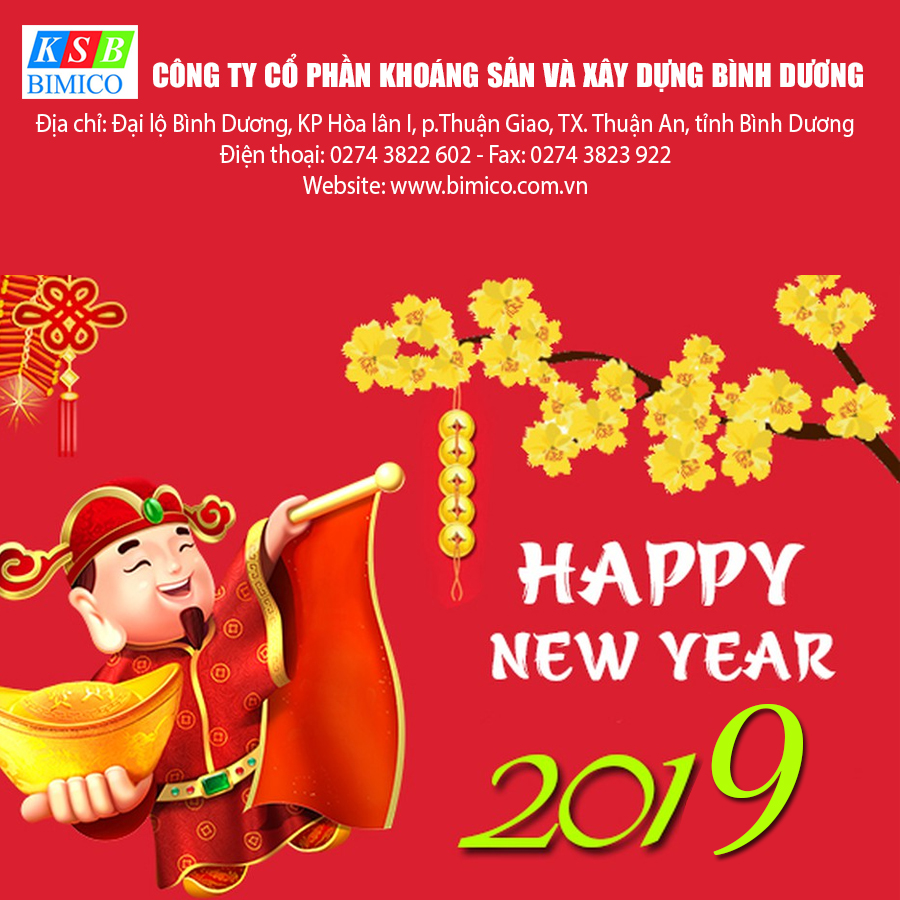 KSB
BIMICO
CÔNG TY CỔ PHẦN KHOÁNG SẢN VÀ XÂY DỰNG BÌNH DƯƠNG
Địa chỉ: Đại lộ Bình Dương, KP Hòa lân I, p.Thuận Giao, TX. Thuận An, tỉnh Bình Dương
Điện thoại: 0274 3822 602 - Fax: 0274 3823 922
Website: www.bimico.com.vn
HAPPY
NEW YEAR
2019